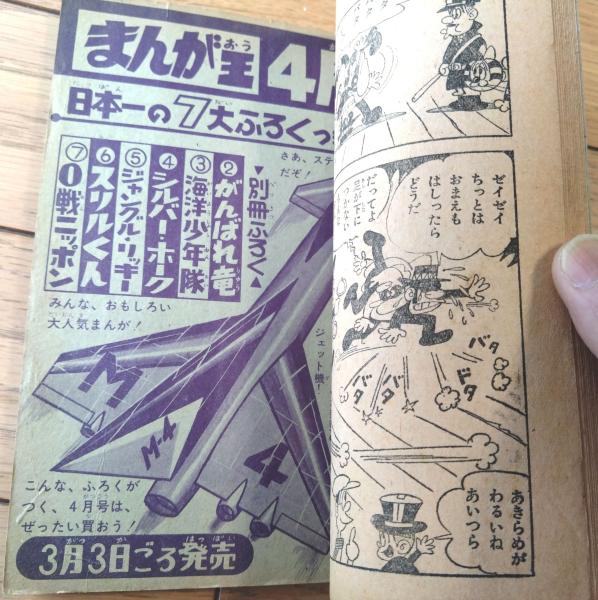 まんが王
4月
日本一の7大ふろくっ
さあ、ステ
だぞ!
▲別冊ふろく▼
②がんばれ竜
③海洋少年隊
④シルバー・ホーク
⑤ジャングル・リッキー
⑥スリルくん
⑦0戦ニッポン
みんな、おもしろい
大人気まんが!
ジェット機!
こんな、ふろくが
つく、4月号は、
ぜったい買おう!
3月3日ごろ発売
ゼイゼイ
ちっとは
おまえも
はしったら
どうだ
だってよ
足が下に
つかない
バタ
バタ
バタ
ドタ
あきらめが
わるいね
あいつら